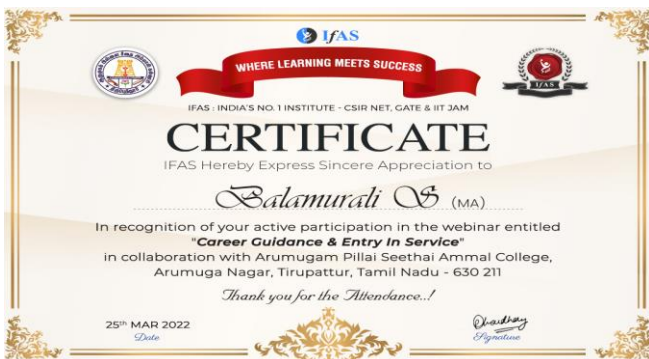 IfAS
WHERE LEARNING MEETS SUCCESS
IFAS
IFAS : INDIA'S NO. 1 INSTITUTE - CSIR NET, GATE & IIT JAM
CERTIFICATE
IFAS Hereby Express Sincere Appreciation to
Balamurali S (MA)
In recognition of your active participation in the webinar entitled
"Career Guidance & Entry In Service"
in collaboration with Arumugam Pillai Seethai Ammal College,
Arumuga Nagar, Tirupattur, Tamil Nadu - 630 211
Thank you for the Attendance..!
25th MAR 2022
Date
Chaudhary
Signature